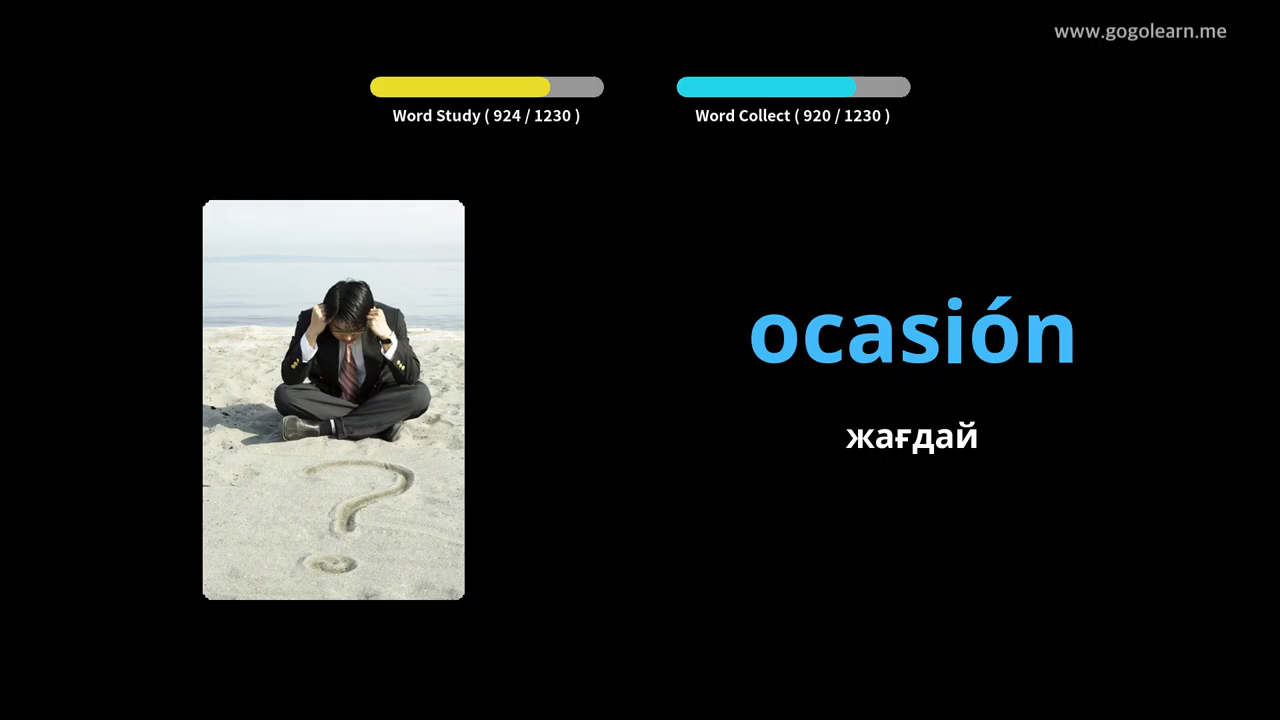 www.gogolearn.me
Word Study ( 924 / 1230 )
Word Collect ( 920 / 1230 )
ocasión
жағдай
?